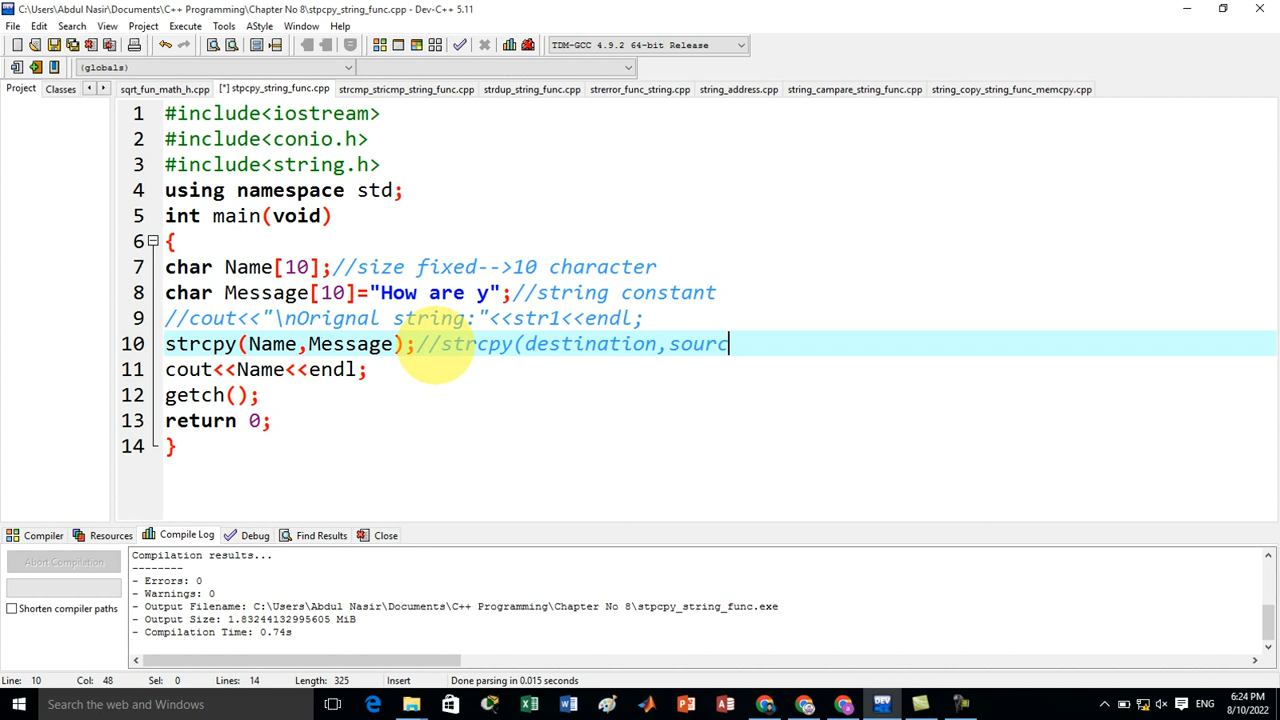 C:\Users\Abdul Nasir\Documents\C++ Programming\Chapter No 8\stpcpy_string_func.cpp - Dev-C++ 5.11
File Edit Search View Project Execute Tools AStyle Window Help
TDM-GCC 4.9.2 64-bit Release
(globals)
Project Classes sqrt_fun_math_h.cpp [*] stpcpy_string_func.cpp strcmp_stricmp_string_func.cpp strdup_string_func.cpp strerror_func_string.cpp string_address.cpp string_campare_string_func.cpp string_copy_string_func_memcpy.cpp
1 #include<iostream>
2 #include<conio.h>
3 #include<string.h>
4 using namespace std;
5 int main(void)
6 {
7 char Name[10];//size fixed-->10 character
8 char Message[10]="How are y";//string constant
9 //cout<<"\nOrignal string:"<<str1<<endl;
10 strcpy(Name,Message);//strcpy(destination,sourc
11 cout<<Name<<endl;
12 getch();
13 return 0;
14 }
Compiler Resources Compile Log Debug Find Results Close
Abort Compilation
Shorten compiler paths
Compilation results...
--------
- Errors: 0
- Warnings: 0
- Output Filename: C:\Users\Abdul Nasir\Documents\C++ Programming\Chapter No 8\stpcpy_string_func.exe
- Output Size: 1.83244132995605 MiB
- Compilation Time: 0.74s
Line: 10 Col: 48 Sel: 0 Lines: 14 Length: 325 Insert Done parsing in 0.015 seconds
Search the web and Windows
ENG
6:24 PM
8/10/2022